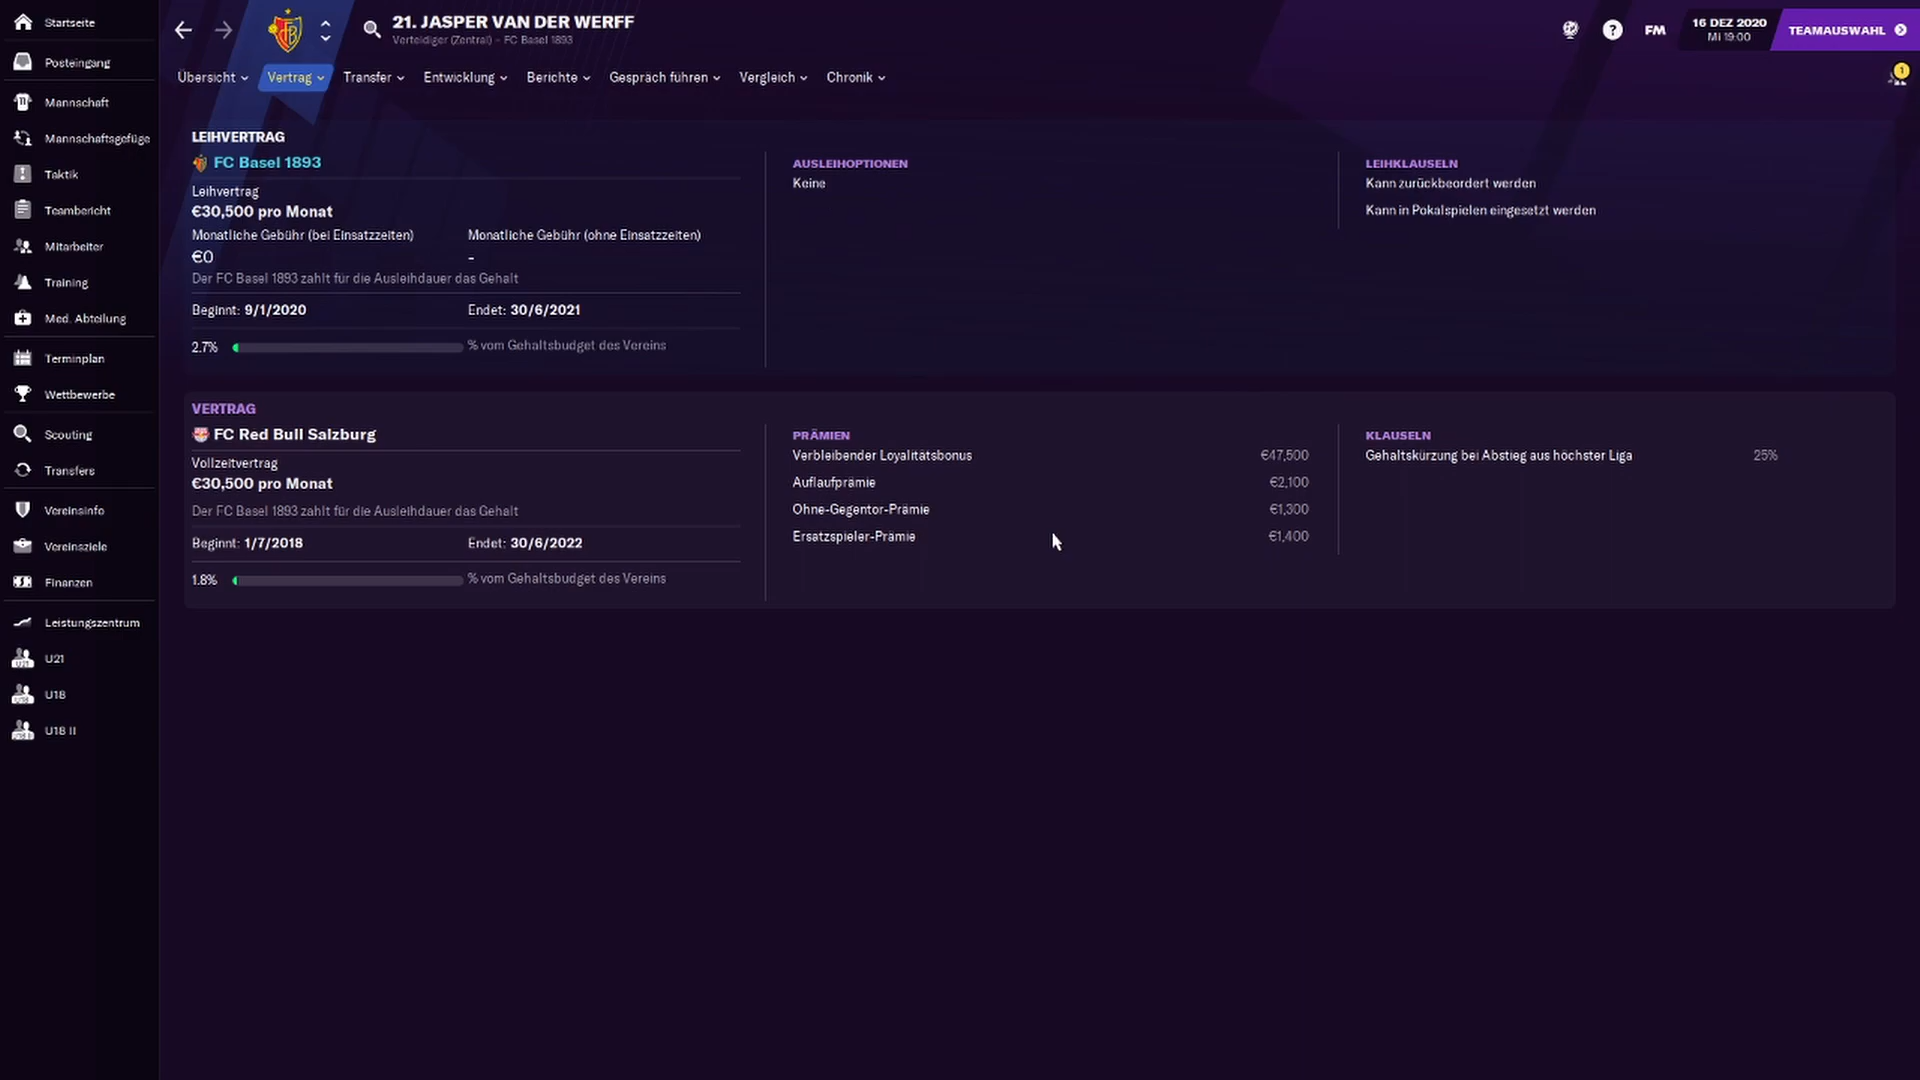 Startseite
Posteingang
Mannschaft
Mannschaftsgefüge
Taktik
Teambericht
Mitarbeiter
Training
Med. Abteilung
Terminplan
Wettbewerbe
Scouting
Transfers
Vereinsinfo
Vereinsziele
Finanzen
Leistungszentrum
U21
U18
U18 II
21. JASPER VAN DER WERFF
Verteidiger (Zentral) - FC Basel 1893
FM
16 DEZ 2020
Mi 19:00
TEAMAUSWAHL
1
Übersicht Vertrag Transfer Entwicklung Berichte Gespräch führen Vergleich Chronik
LEIHVERTRAG
FC Basel 1893
Leihvertrag
€30,500 pro Monat
Monatliche Gebühr (bei Einsatzzeiten) Monatliche Gebühr (ohne Einsatzzeiten)
€0 -
Der FC Basel 1893 zahlt für die Ausleihdauer das Gehalt
Beginnt: 9/1/2020 Endet: 30/6/2021
2.7% % vom Gehaltsbudget des Vereins
AUSLEIHOPTIONEN
Keine
LEIHKLAUSELN
Kann zurückbeordert werden
Kann in Pokalspielen eingesetzt werden
VERTRAG
FC Red Bull Salzburg
Vollzeitvertrag
€30,500 pro Monat
Der FC Basel 1893 zahlt für die Ausleihdauer das Gehalt
Beginnt: 1/7/2018 Endet: 30/6/2022
1.8% % vom Gehaltsbudget des Vereins
PRÄMIEN
Verbleibender Loyalitätsbonus €47,500
Auflaufprämie €2,100
Ohne-Gegentor-Prämie €1,300
Ersatzspieler-Prämie €1,400
KLAUSELN
Gehaltskürzung bei Abstieg aus höchster Liga 25%